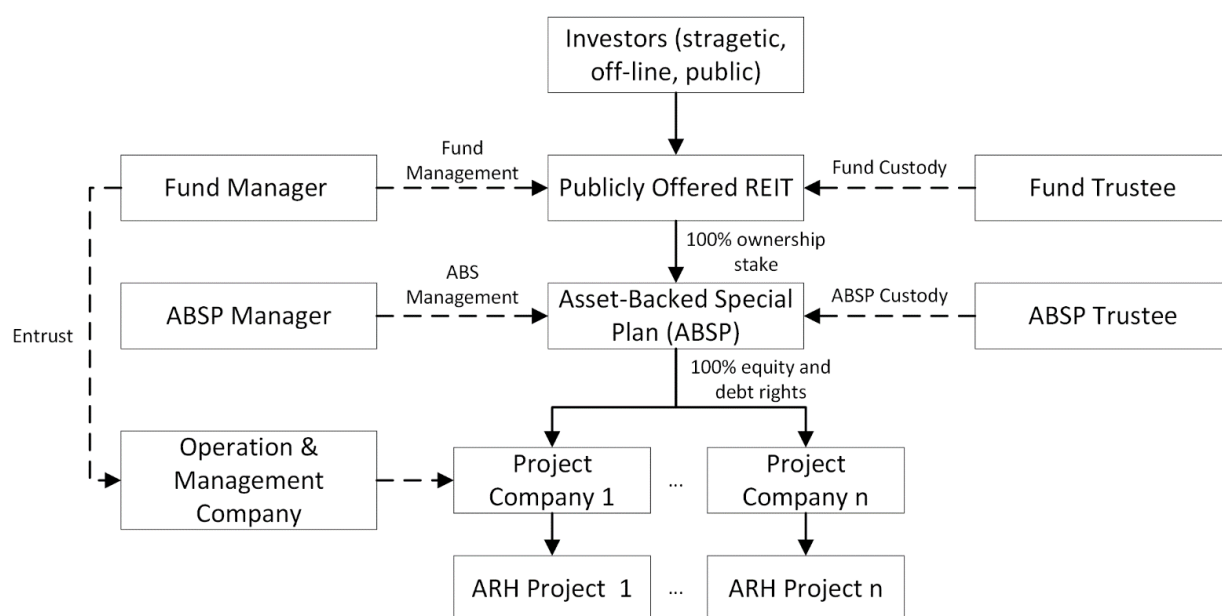 Investors (stragetic,
off-line, public)
Fund
Management
Fund Manager
Publicly Offered REIT
Fund Custody
Fund Trustee
100% ownership
stake
ABS
Management
ABSP Manager
Asset-Backed Special
Plan (ABSP)
ABSP Custody
ABSP Trustee
Entrust
100% equity and
debt rights
Operation &
Management
Company
Project
Company 1
...
Project
Company n
ARH Project  1
...
ARH Project n